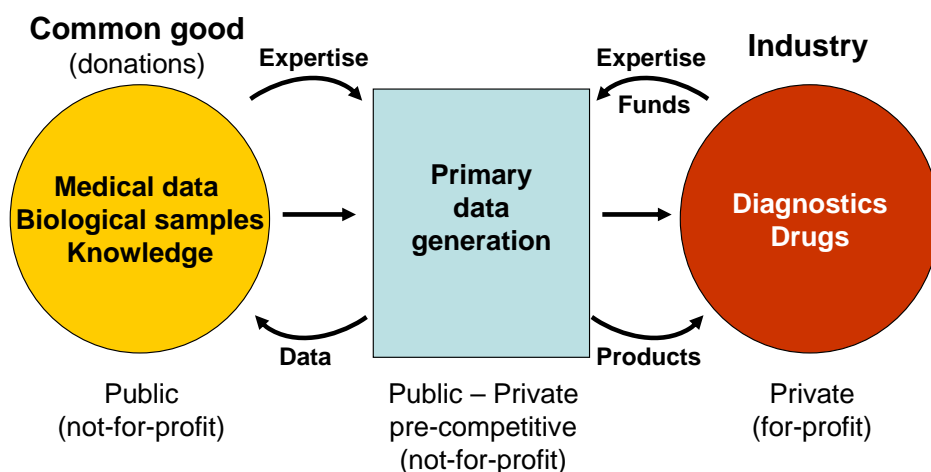 Common good
(donations)
Expertise
Expertise
Funds
Industry
Medical data
Biological samples
Knowledge
Primary
data
generation
Diagnostics
Drugs
Data
Products
Public
(not-for-profit)
Public – Private
pre-competitive
(not-for-profit)
Private
(for-profit)